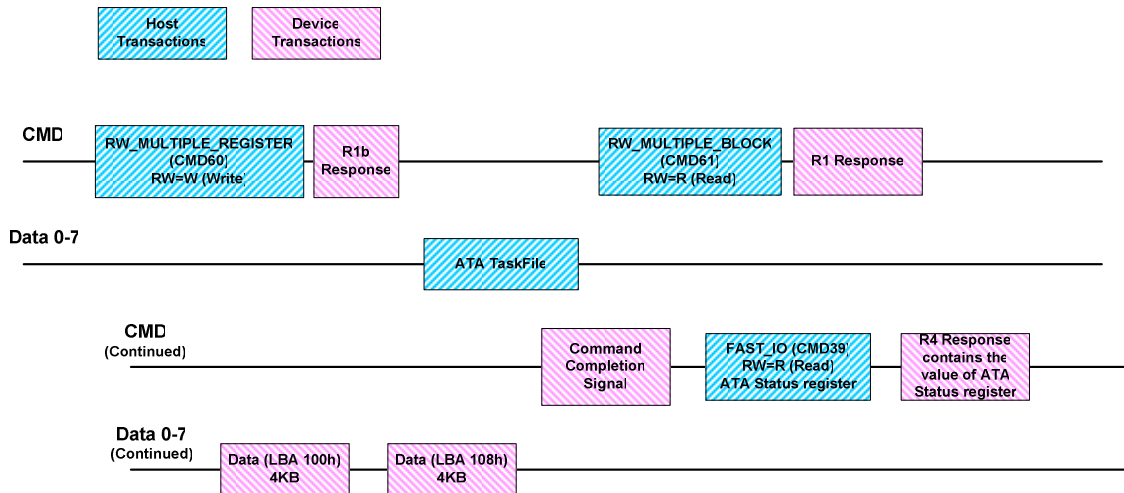 Host
Transactions
Device
Transactions
CMD
RW_MULTIPLE_REGISTER
(CMD60)
RW=W (Write)
R1b
Response
RW_MULTIPLE_BLOCK
(CMD61)
RW=R (Read)
R1 Response
Data 0-7
ATA TaskFile
CMD
(Continued)
Command
Completion
Signal
FAST_IO (CMD39)
RW=R (Read)
ATA Status register
R4 Response
contains the
value of ATA
Status register
Data 0-7
(Continued)
Data (LBA 100h)
4KB
Data (LBA 108h)
4KB